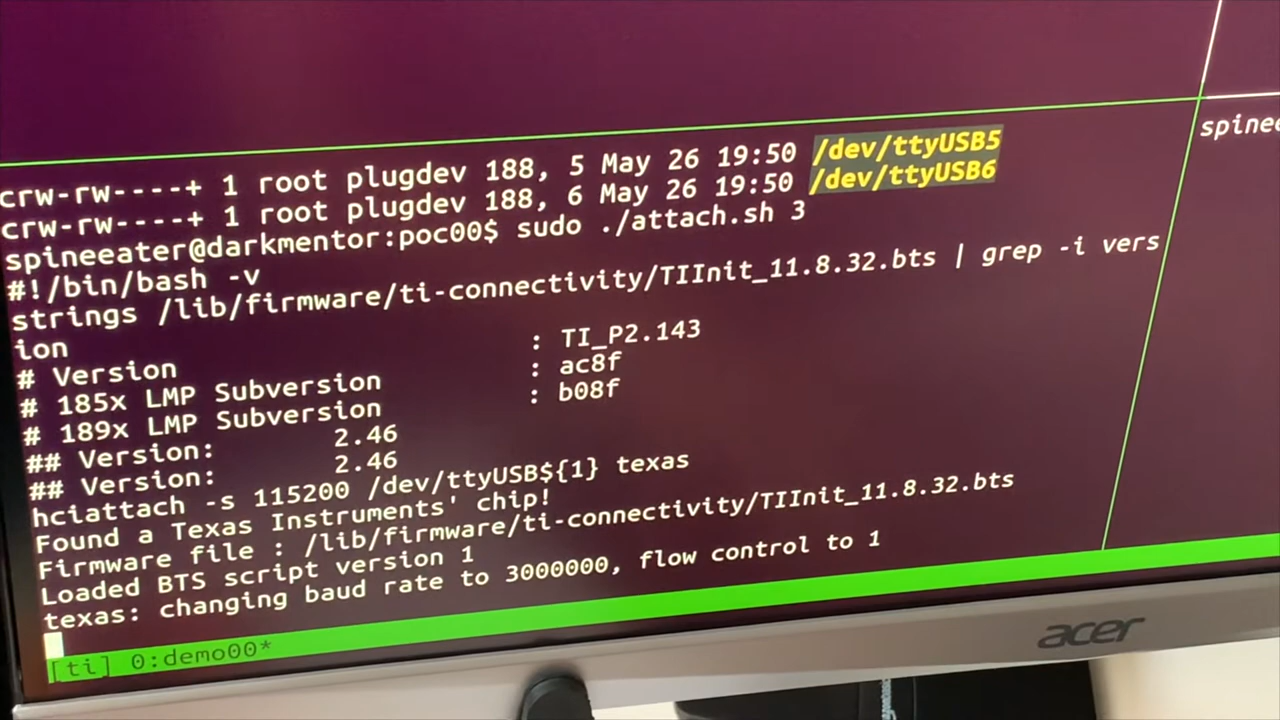 crw-rw----+ 1 root plugdev 188, 5 May 26 19:50 /dev/ttyUSB5
crw-rw----+ 1 root plugdev 188, 6 May 26 19:50 /dev/ttyUSB6
spineeater@darkmentor:poc00$ sudo ./attach.sh 3
#!/bin/bash -v
strings /lib/firmware/ti-connectivity/TIInit_11.8.32.bts | grep -i vers
ion
# Version : TI_P2.143
# 185x LMP Subversion : ac8f
# 189x LMP Subversion : b08f
## Version: 2.46
## Version: 2.46
hciattach -s 115200 /dev/ttyUSB${1} texas
Found a Texas Instruments' chip!
Firmware file : /lib/firmware/ti-connectivity/TIInit_11.8.32.bts
Loaded BTS script version 1
texas: changing baud rate to 3000000, flow control to 1
[ti] 0:demo00*
spinee
acer